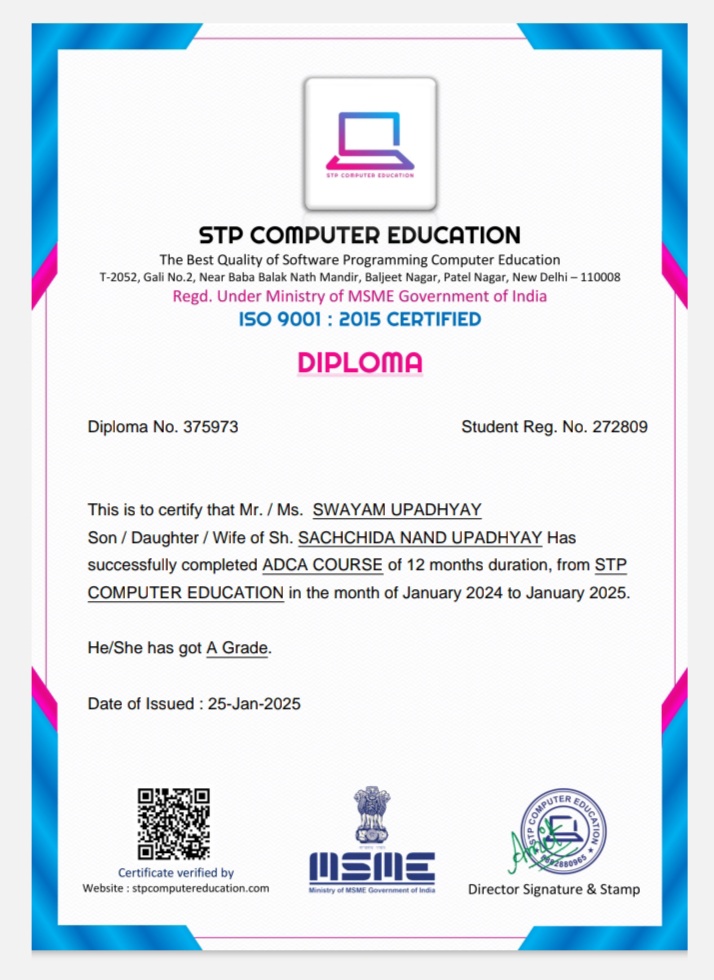 STP COMPUTER EDUCATION
STP COMPUTER EDUCATION
The Best Quality of Software Programming Computer Education
T-2052, Gali No.2, Near Baba Balak Nath Mandir, Baljeet Nagar, Patel Nagar, New Delhi – 110008
Regd. Under Ministry of MSME Government of India
ISO 9001 : 2015 CERTIFIED
DIPLOMA
Diploma No. 375973
Student Reg. No. 272809
This is to certify that Mr. / Ms. SWAYAM UPADHYAY
Son / Daughter / Wife of Sh. SACHCHIDA NAND UPADHYAY Has
successfully completed ADCA COURSE of 12 months duration, from STP
COMPUTER EDUCATION in the month of January 2024 to January 2025.
He/She has got A Grade.
Date of Issued : 25-Jan-2025
Certificate verified by
Website : stpcomputereducation.com
MSME
Ministry of MSME Government of India
STP COMPUTER EDUCATION
Director Signature & Stamp